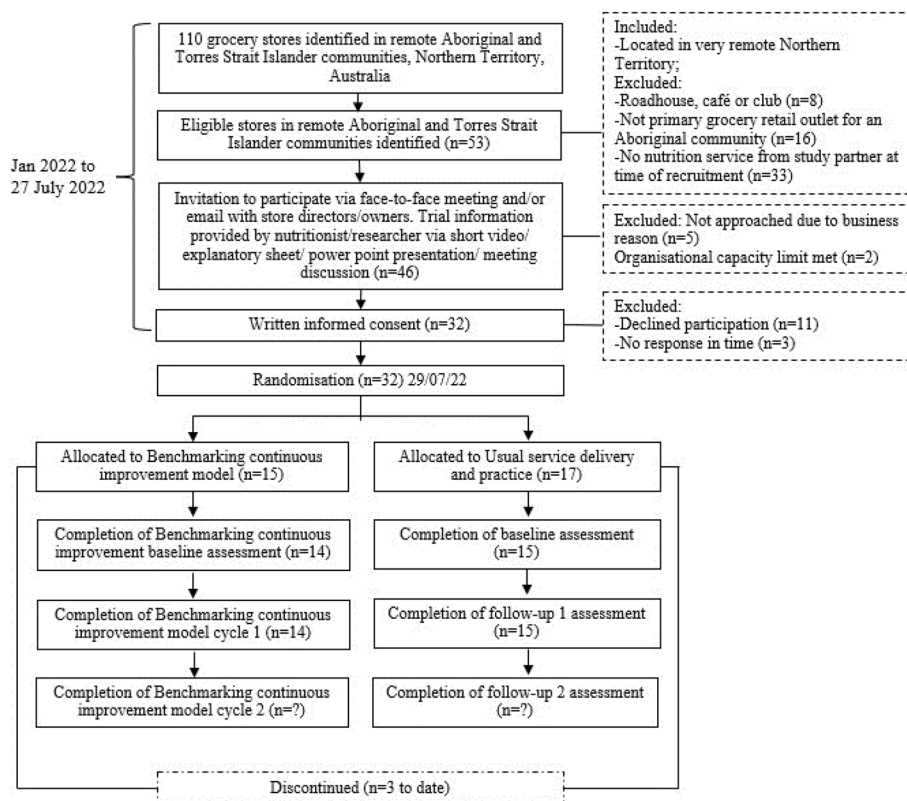 110 grocery stores identified in remote Aboriginal and
Torres Strait Islander communities, Northern Territory,
Australia
Included:
-Located in very remote Northern
Territory;
Excluded:
-Roadhouse, café or club (n=8)
-Not primary grocery retail outlet for an
Aboriginal community (n=16)
-No nutrition service from study partner at
time of recruitment (n=33)
Eligible stores in remote Aboriginal and Torres Strait
Islander communities identified (n=53)
Jan 2022 to
27 July 2022
Invitation to participate via face-to-face meeting and/or
email with store directors/owners. Trial information
provided by nutritionist/researcher via short video/
explanatory sheet/ power point presentation/ meeting
discussion (n=46)
Excluded: Not approached due to business
reason (n=5)
Organisational capacity limit met (n=2)
Written informed consent (n=32)
Excluded:
-Declined participation (n=11)
-No response in time (n=3)
Randomisation (n=32) 29/07/22
Allocated to Benchmarking continuous
improvement model (n=15)
Allocated to Usual service delivery
and practice (n=17)
Completion of Benchmarking continuous
improvement baseline assessment (n=14)
Completion of baseline assessment
(n=15)
Completion of Benchmarking continuous
improvement model cycle 1 (n=14)
Completion of follow-up 1 assessment
(n=15)
Completion of Benchmarking continuous
improvement model cycle 2 (n=?)
Completion of follow-up 2 assessment
(n=?)
Discontinued (n=3 to date)